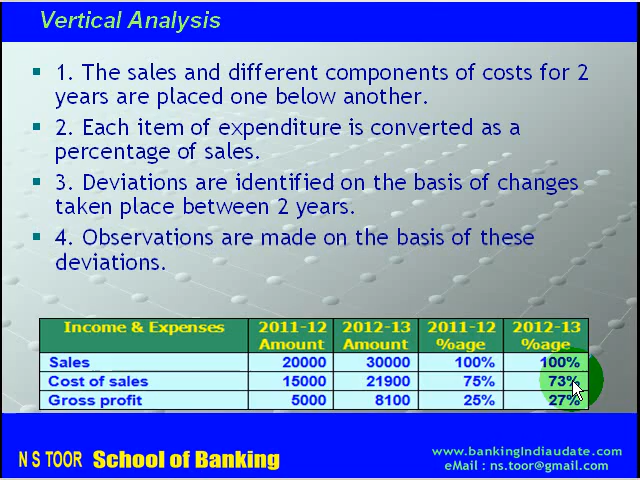 Vertical Analysis
1. The sales and different components of costs for 2
years are placed one below another.
2. Each item of expenditure is converted as a
percentage of sales.
3. Deviations are identified on the basis of changes
taken place between 2 years.
4. Observations are made on the basis of these
deviations.
Income & Expenses 2011-12 2012-13 2011-12 2012-13
Amount Amount %age %age
Sales 20000 30000 100% 100%
Cost of sales 15000 21900 75% 73%
Gross profit 5000 8100 25% 27%
www.bankingIndiaudate.com
N S TOOR School of Banking
eMail : ns.toor@gmail.com